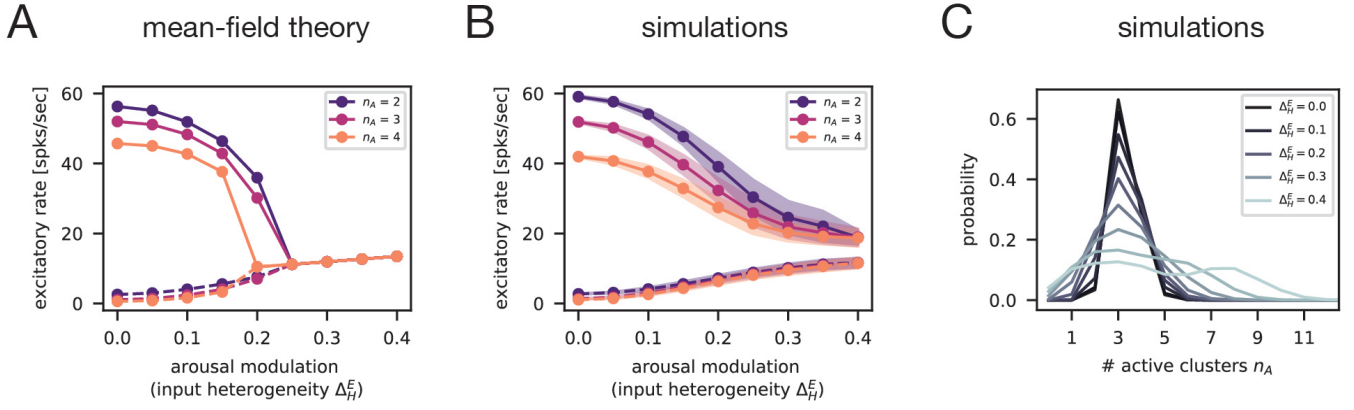 A
mean-field theory
excitatory rate [spks/sec]
60
40
20
0
n_A = 2
n_A = 3
n_A = 4
0.0 0.1 0.2 0.3 0.4
arousal modulation
(input heterogeneity Δ_H^E)
B
simulations
excitatory rate [spks/sec]
60
40
20
0
n_A = 2
n_A = 3
n_A = 4
0.0 0.1 0.2 0.3 0.4
arousal modulation
(input heterogeneity Δ_H^E)
C
simulations
probability
0.6
0.4
0.2
0.0
Δ_H^E = 0.0
Δ_H^E = 0.1
Δ_H^E = 0.2
Δ_H^E = 0.3
Δ_H^E = 0.4
1 3 5 7 9 11
# active clusters n_A